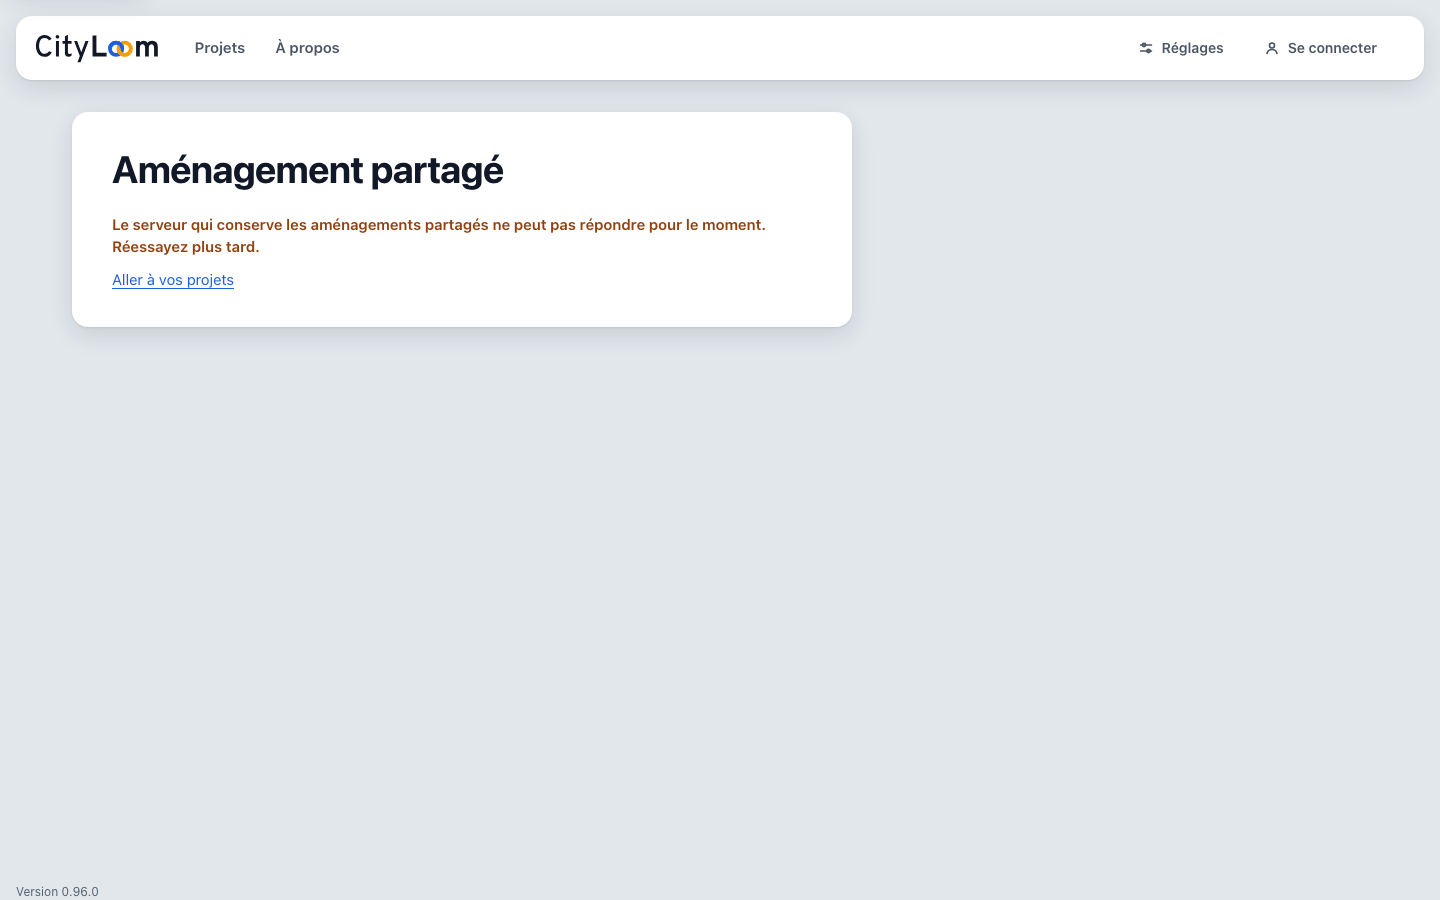 CityLoom
Projets
À propos
Réglages
Se connecter
Aménagement partagé
Le serveur qui conserve les aménagements partagés ne peut pas répondre pour le moment.
Réessayez plus tard.
Aller à vos projets
Version 0.96.0